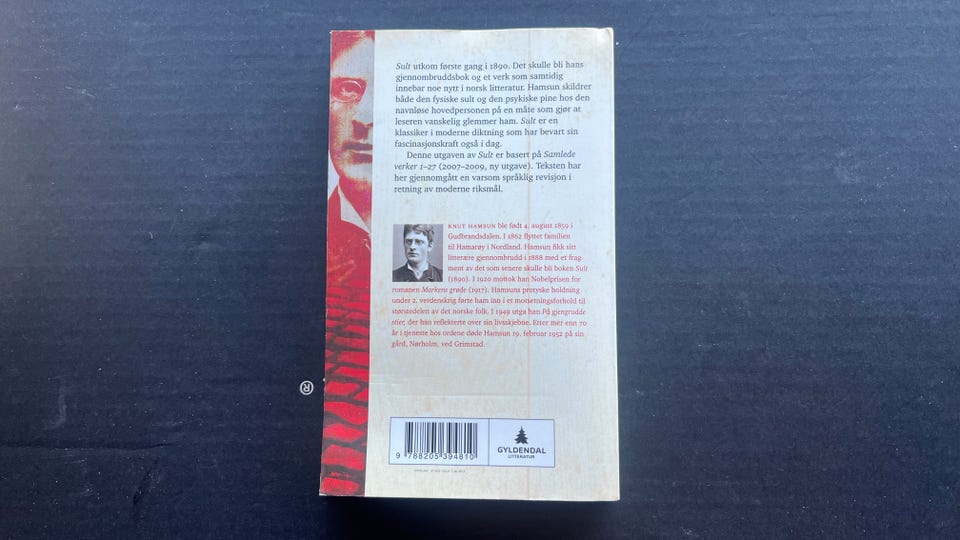 Sult utkom første gang i 1890. Det skulle bli hans
gjennombruddsbok og et verk som samtidig
innebar noe nytt i norsk litteratur. Hamsun skildrer
både den fysiske sult og den psykiske pine hos den
navnløse hovedpersonen på en måte som gjør at
leseren vanskelig glemmer ham. Sult er en
klassiker i moderne diktning som har bevart sin
fascinasjonskraft også i dag.
Denne utgaven av Sult er basert på Samlede
verker 1–27 (2007–2009, ny utgave). Teksten har
her gjennomgått en varsom språklig revisjon i
retning av moderne riksmål.
KNUT HAMSUN ble født 4. august 1859 i
Gudbrandsdalen. I 1862 flyttet familien
til Hamarøy i Nordland. Hamsun fikk sitt
litterære gjennombrudd i 1888 med et frag-
ment av det som senere skulle bli boken Sult
(1890). I 1920 mottok han Nobelprisen for
romanen Markens grøde (1917). Hamsuns protyske holdning
under 2. verdenskrig førte ham inn i et motsetningsforhold til
størstedelen av det norske folk. I 1949 utga han På gjengrodde
stier, der han reflekterte over sin livsskjebne. Etter mer enn 70
år i tjeneste hos ordene døde Hamsun 19. februar 1952 på sin
gård, Nørholm, ved Grimstad.
®
9 788205 394810
GYLDENDAL
LITTERATUR